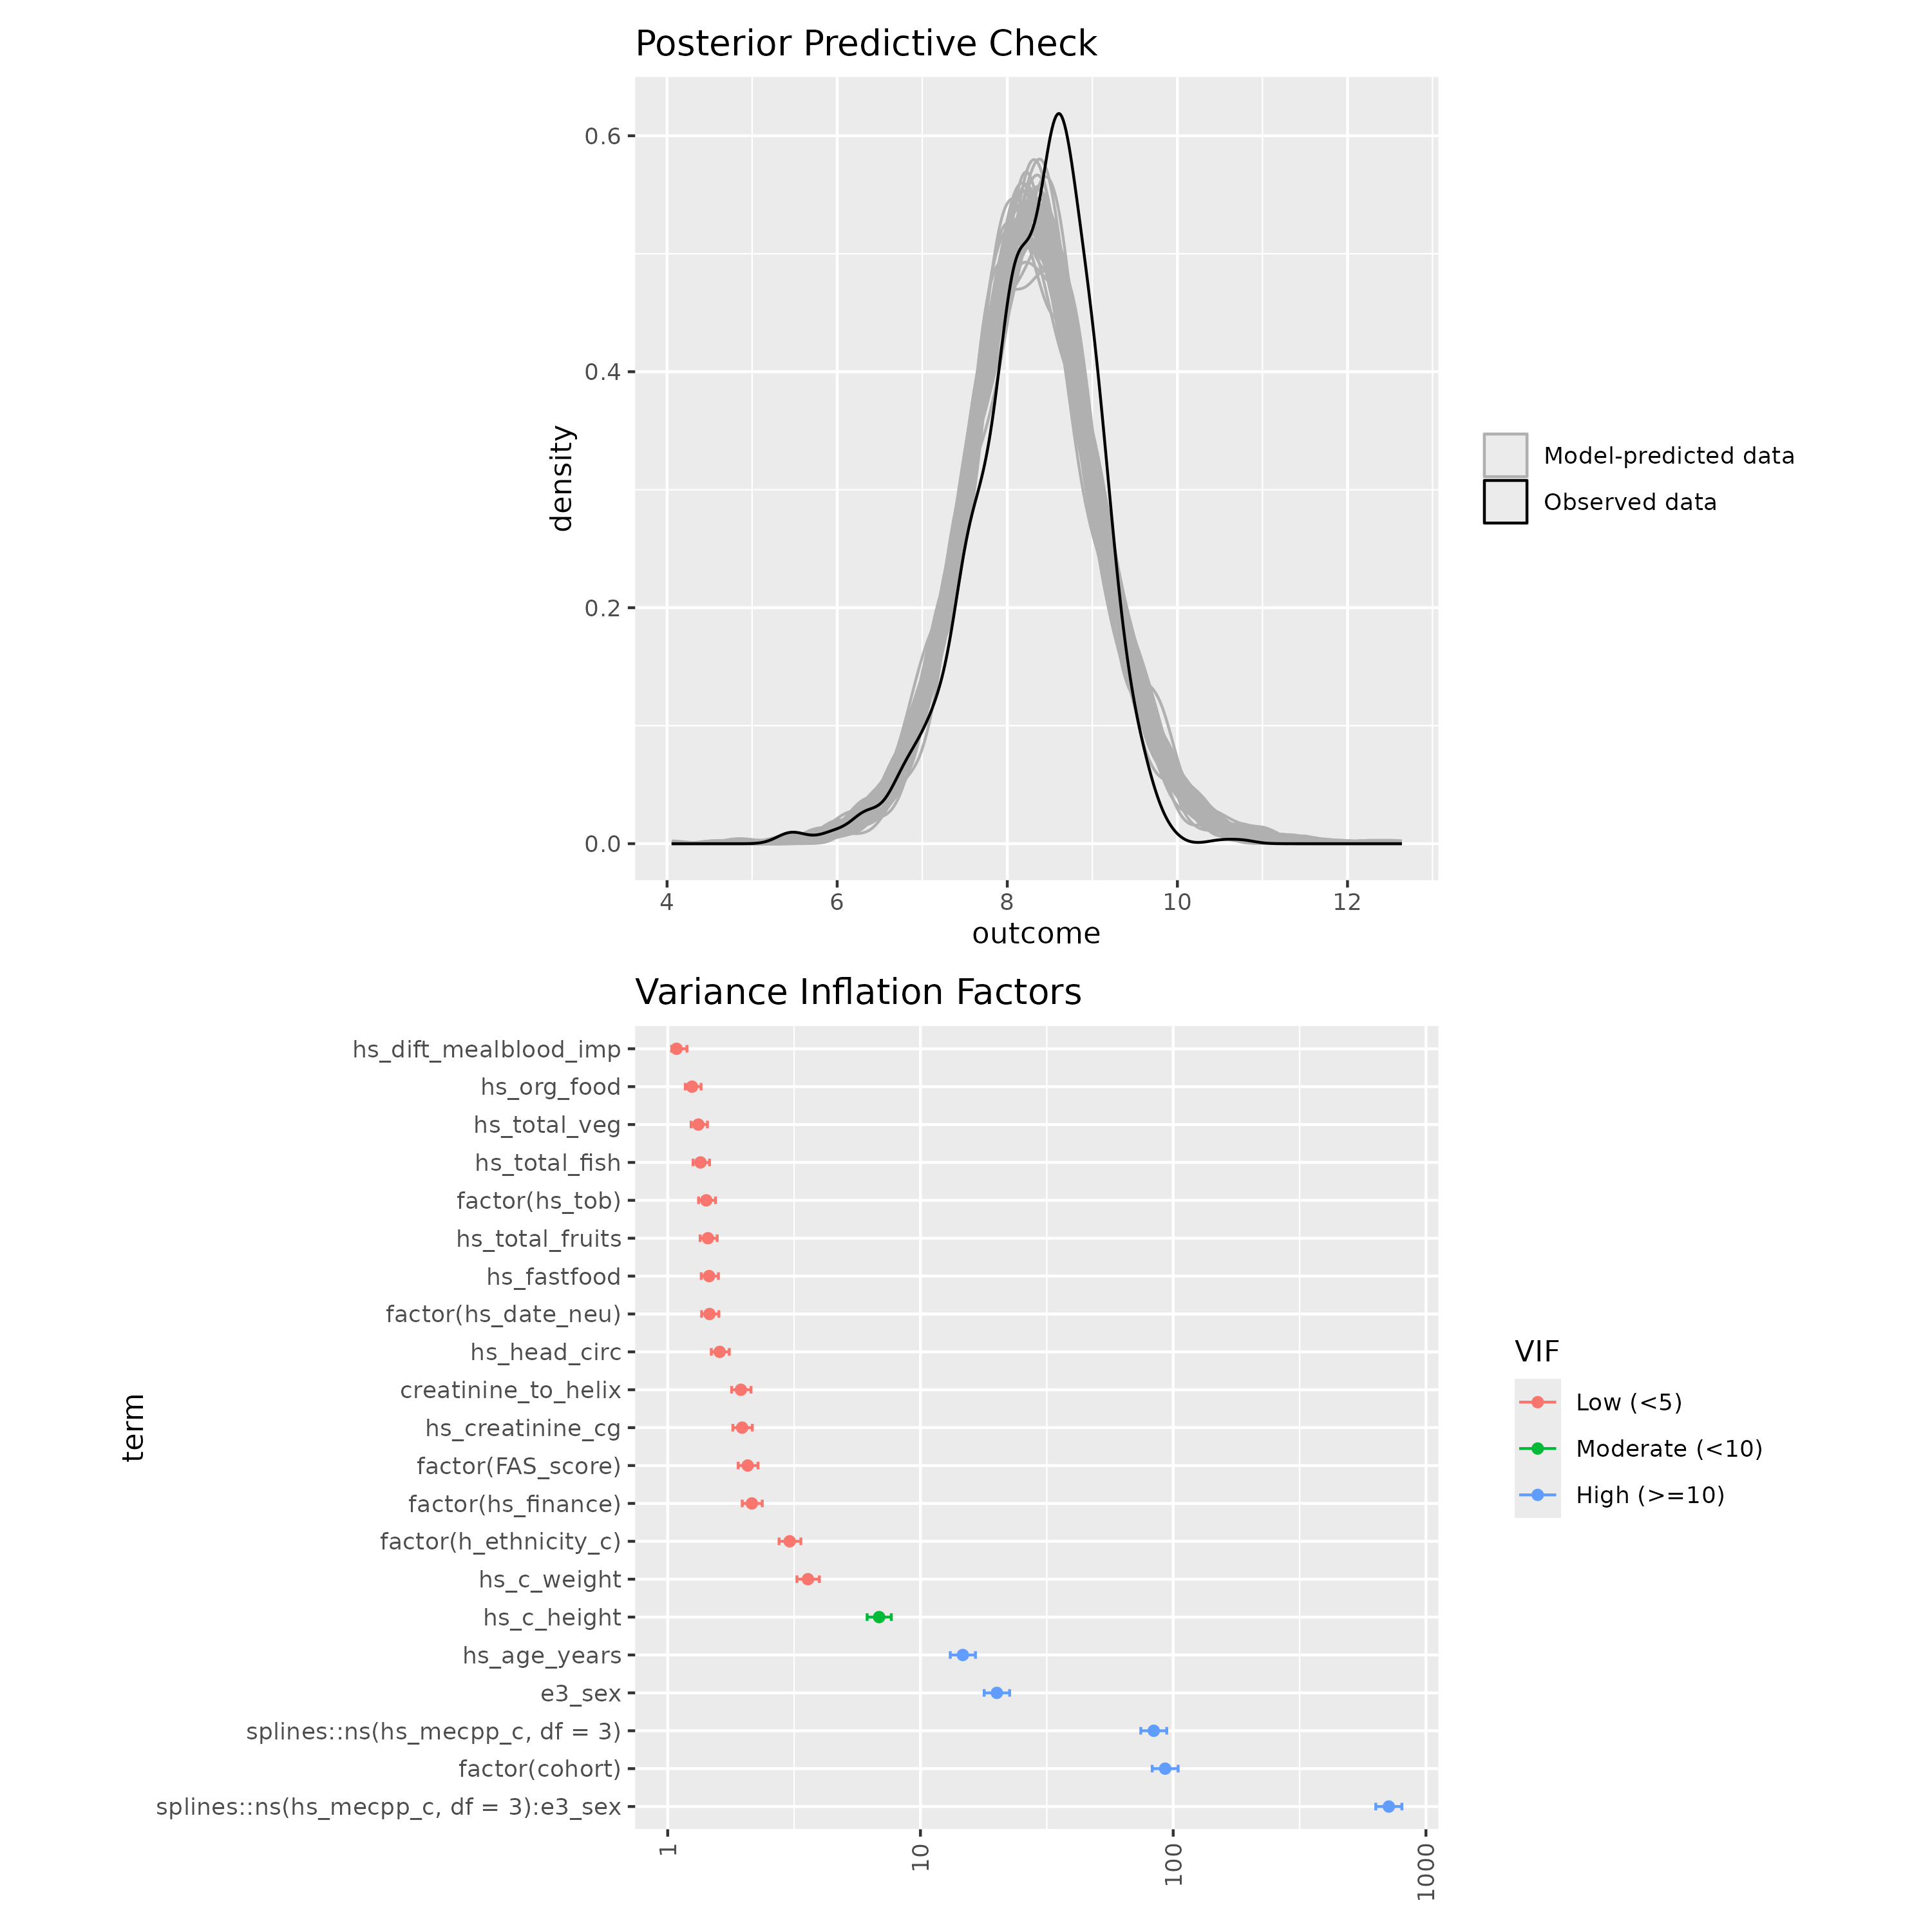 Posterior Predictive Check
0.6
0.4
0.2
0.0
density
4 6 8 10 12
outcome
Model-predicted data
Observed data
Variance Inflation Factors
hs_dift_mealblood_imp
hs_org_food
hs_total_veg
hs_total_fish
factor(hs_tob)
hs_total_fruits
hs_fastfood
factor(hs_date_neu)
hs_head_circ
creatinine_to_helix
hs_creatinine_cg
factor(FAS_score)
factor(hs_finance)
factor(h_ethnicity_c)
hs_c_weight
hs_c_height
hs_age_years
e3_sex
splines::ns(hs_mecpp_c, df = 3)
factor(cohort)
splines::ns(hs_mecpp_c, df = 3):e3_sex
term
1 10 100 1000
VIF
Low (<5)
Moderate (<10)
High (>=10)